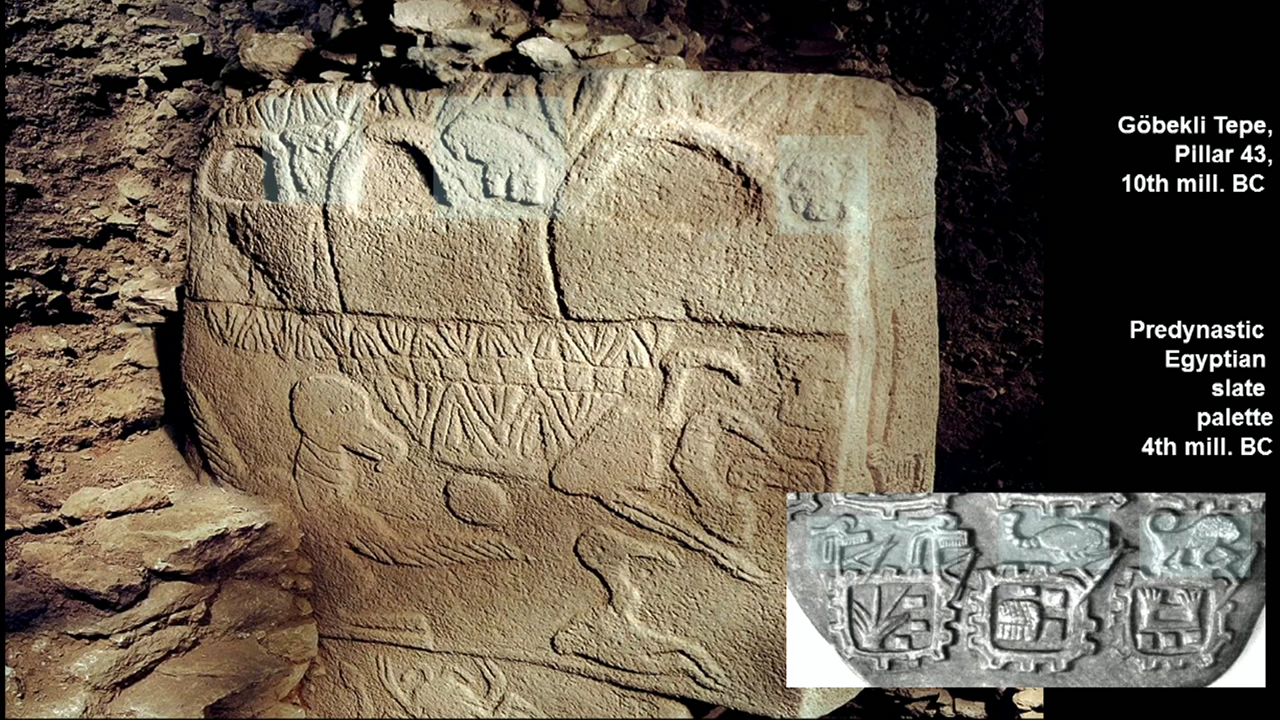 Göbekli Tepe,
Pillar 43,
10th mill. BC
Predynastic
Egyptian
slate
palette
4th mill. BC